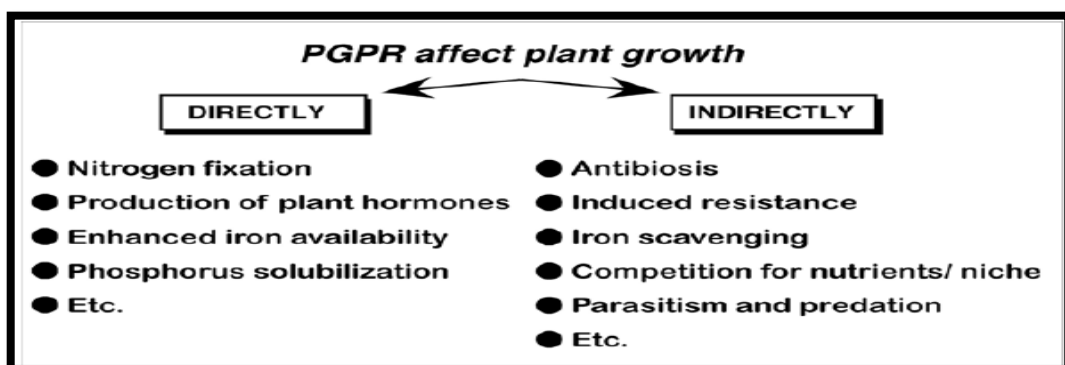 PGPR affect plant growth
DIRECTLY
● Nitrogen fixation
● Production of plant hormones
● Enhanced iron availability
● Phosphorus solubilization
● Etc.
INDIRECTLY
● Antibiosis
● Induced resistance
● Iron scavenging
● Competition for nutrients/ niche
● Parasitism and predation
● Etc.